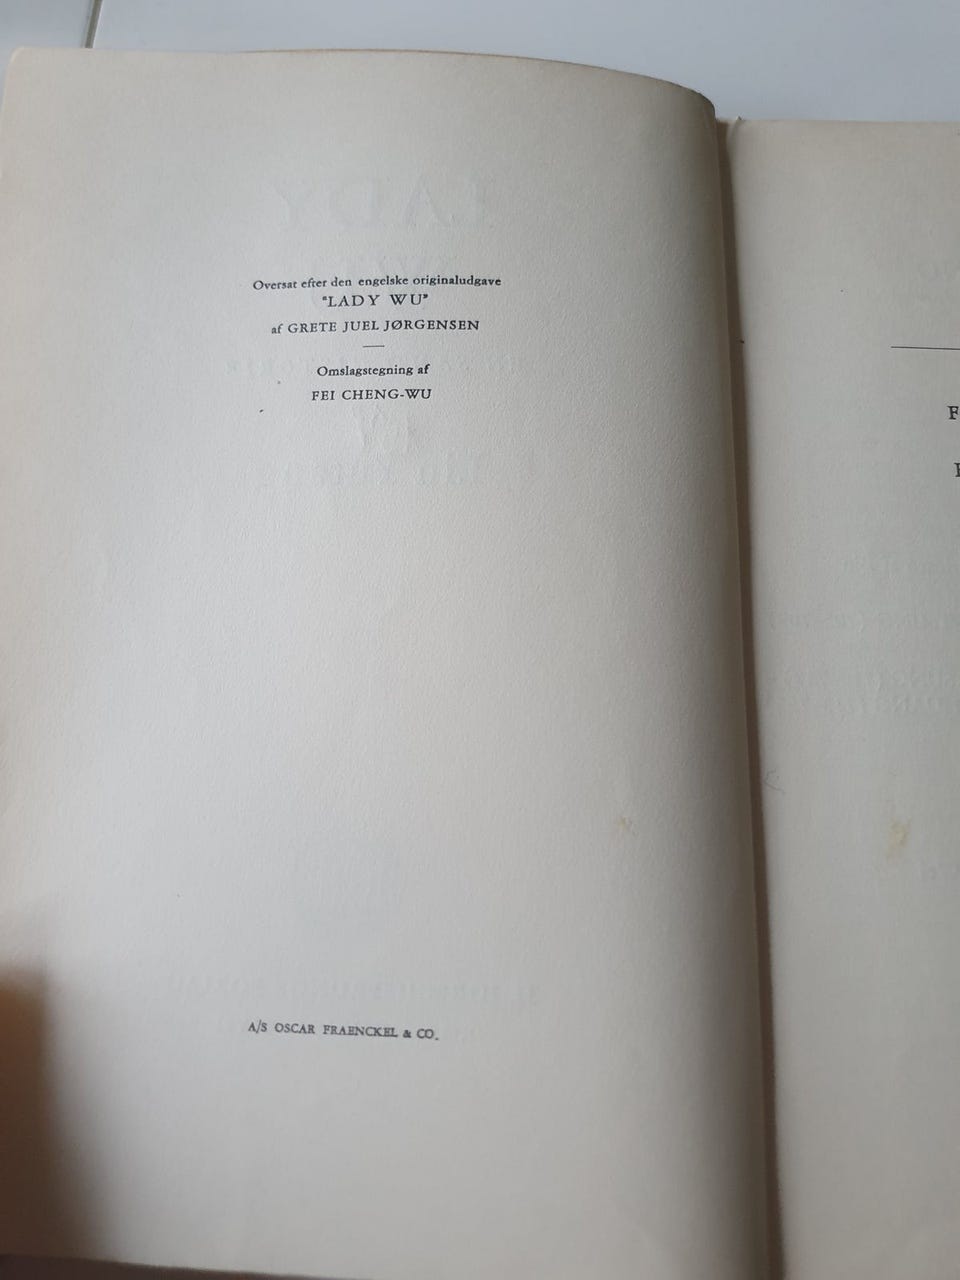 Oversat efter den engelske originaludgave
"LADY WU"
af GRETE JUEL JØRGENSEN
Omslagstegning af
FEI CHENG-WU
A/S OSCAR FRAENCKEL & CO.